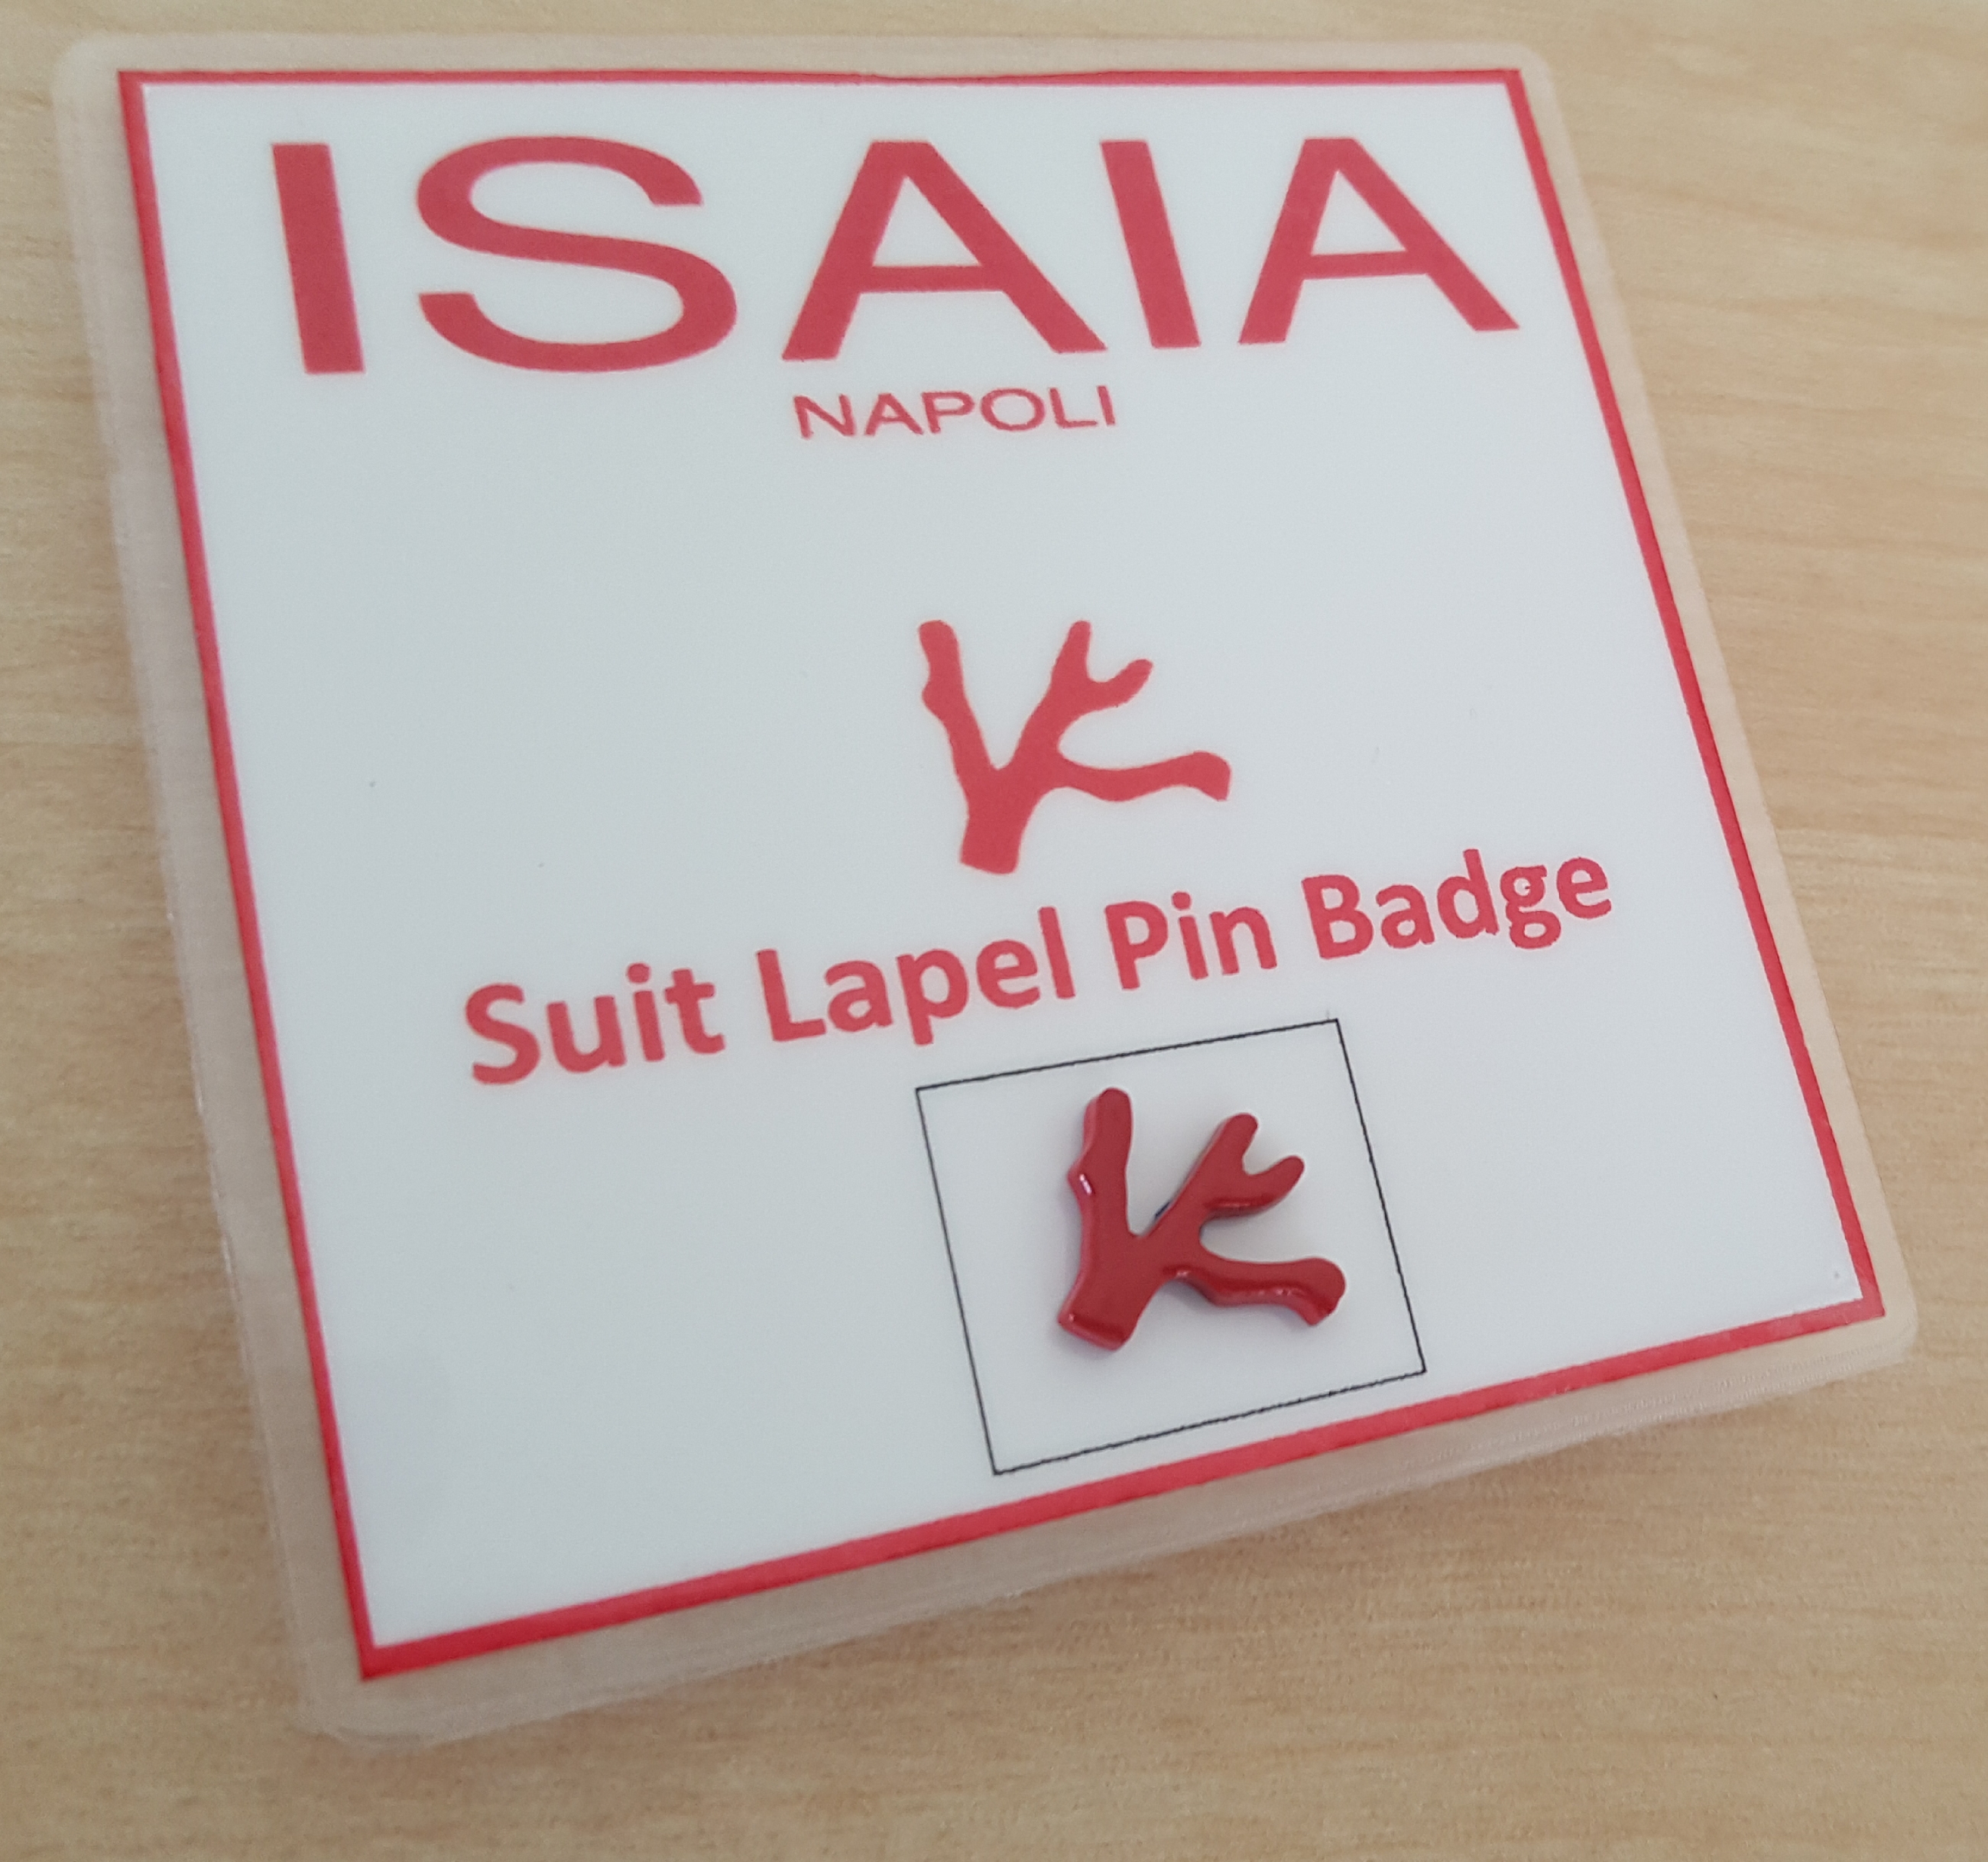 ISAIA
NAPOLI
Suit Lapel Pin Badge